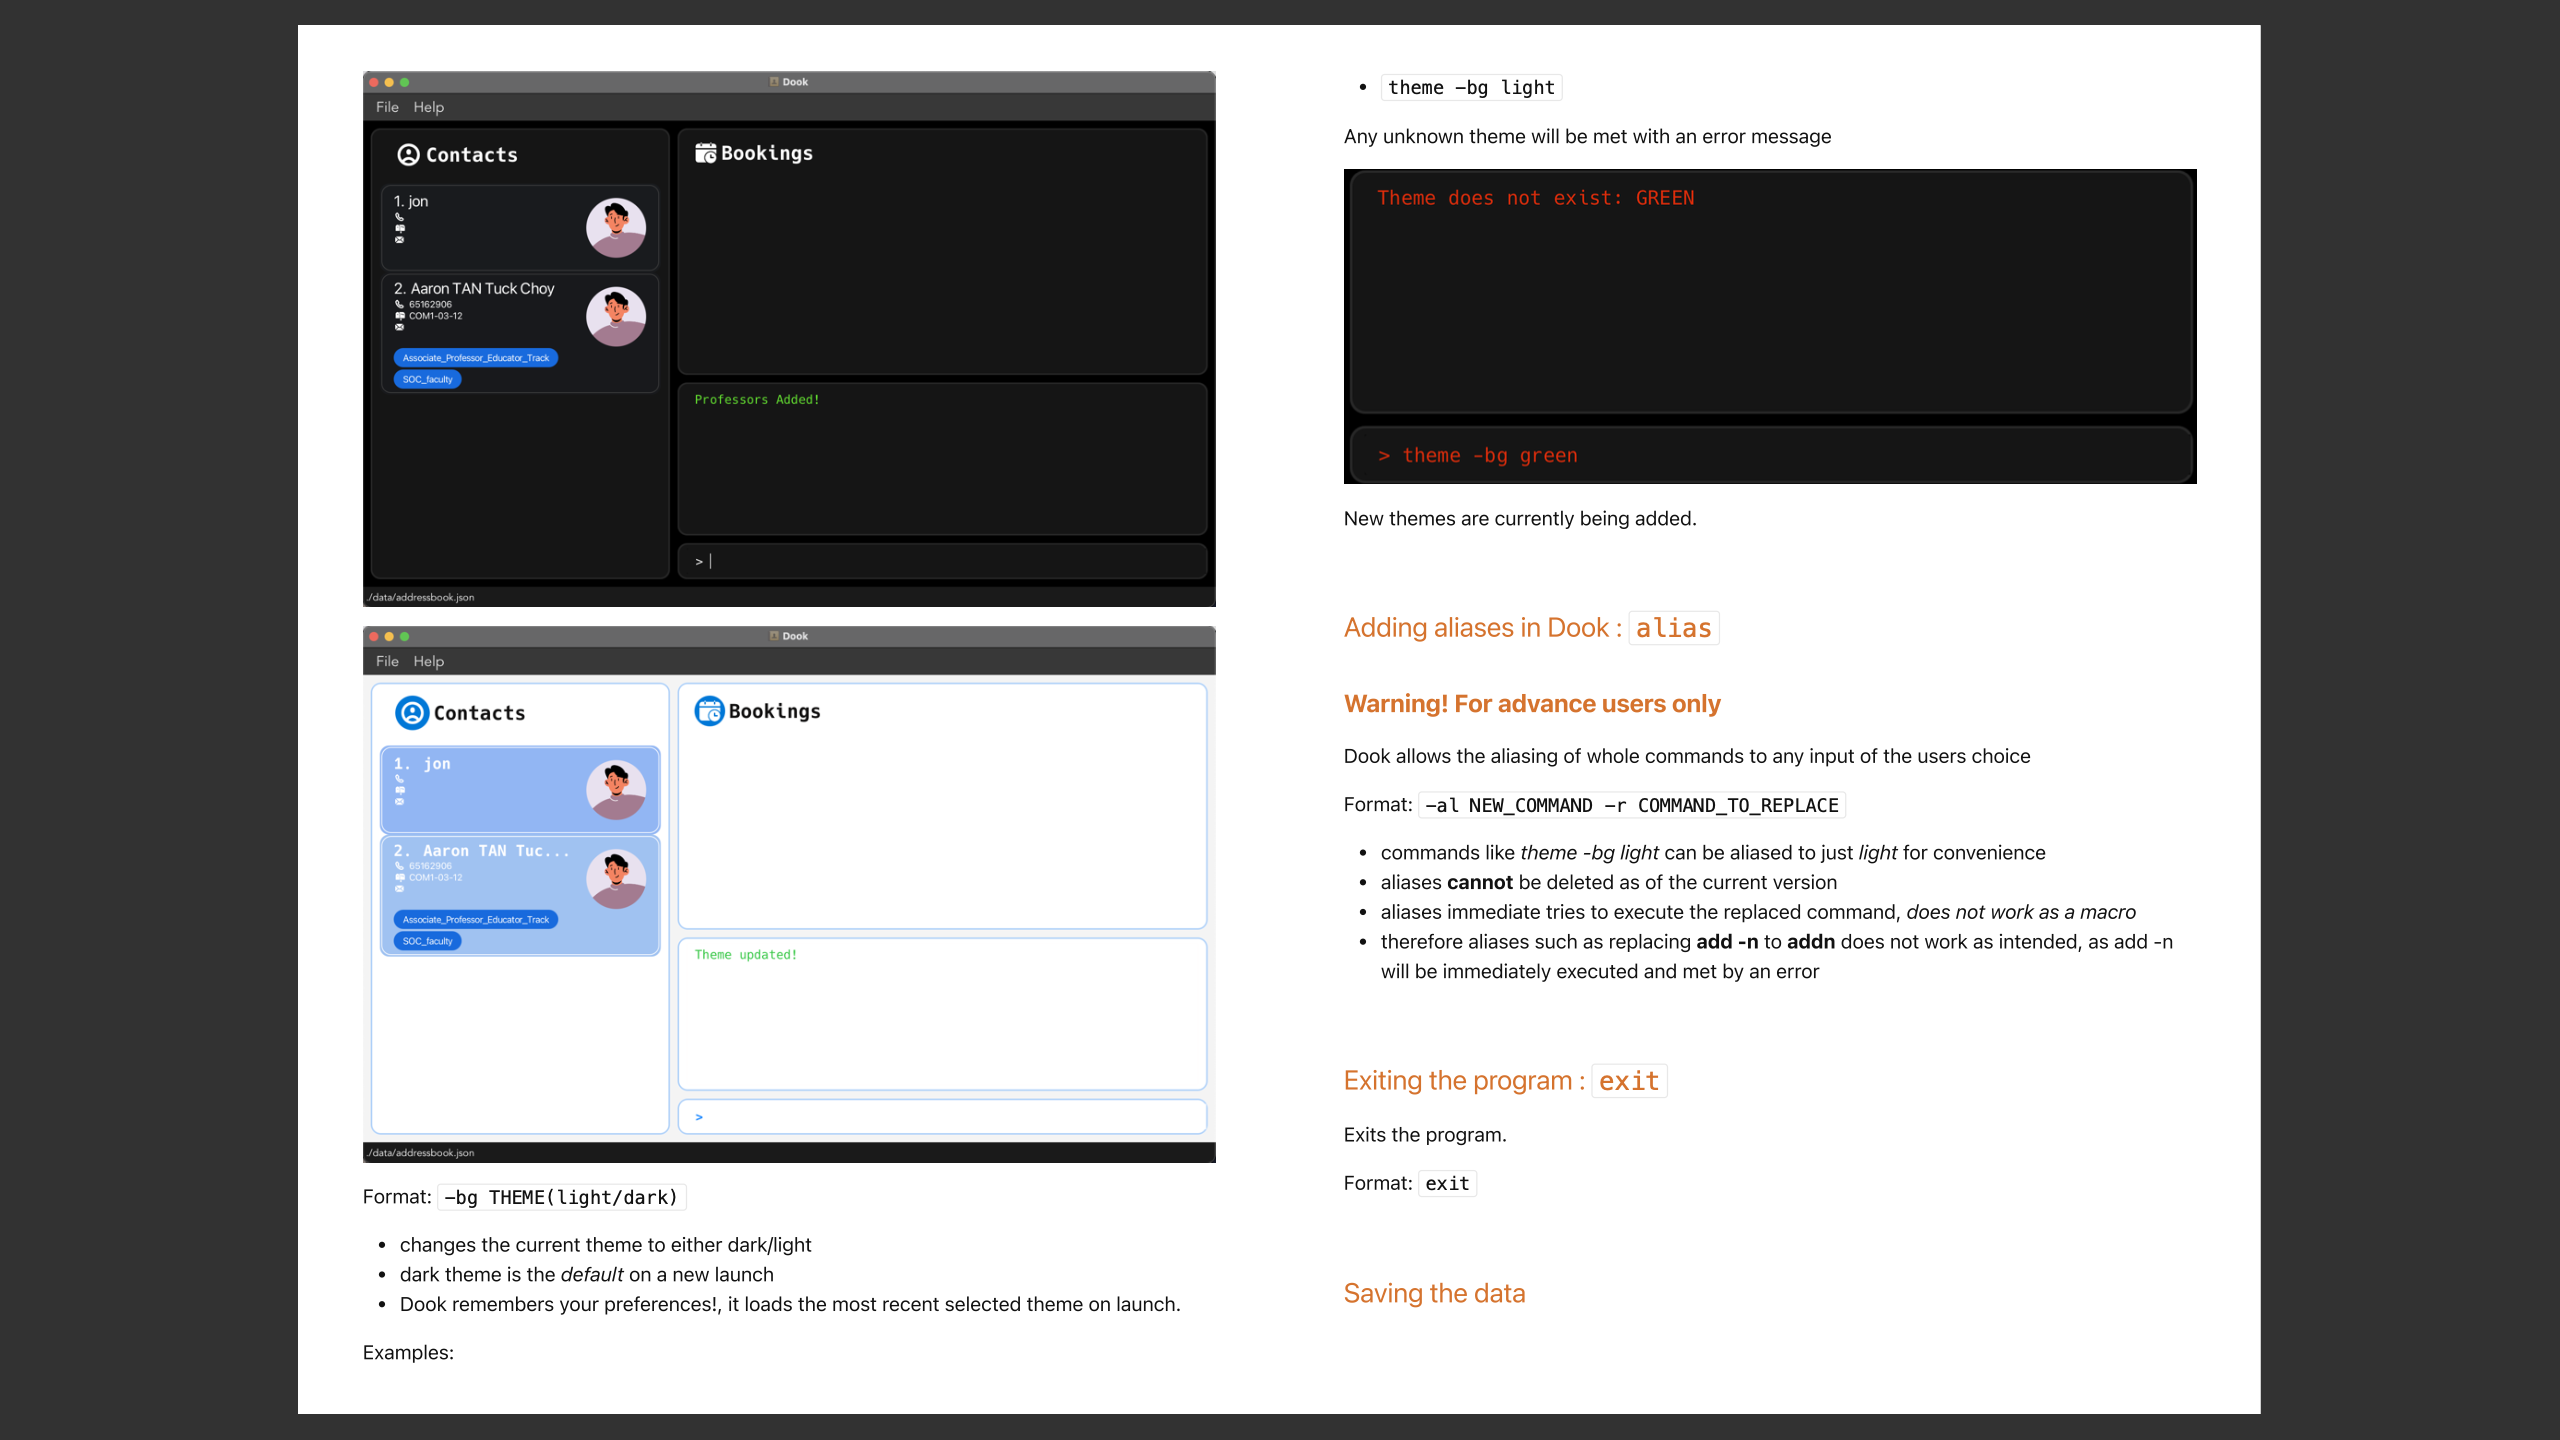 Dook
File Help
Contacts
1. jon
2. Aaron TAN Tuck Choy
65162906
COM1-03-12
Associate_Professor_Educator_Track
SOC_faculty
Bookings
Professors Added!
>
./data/addressbook.json
Dook
File Help
Contacts
1. jon
2. Aaron TAN Tuc...
65162906
COM1-03-12
Associate_Professor_Educator_Track
SOC_faculty
Bookings
Theme updated!
>
./data/addressbook.json
Format: -bg THEME(light/dark)
• changes the current theme to either dark/light
• dark theme is the default on a new launch
• Dook remembers your preferences!, it loads the most recent selected theme on launch.
Examples:
• theme -bg light
Any unknown theme will be met with an error message
Theme does not exist: GREEN
> theme -bg green
New themes are currently being added.
Adding aliases in Dook : alias
Warning! For advance users only
Dook allows the aliasing of whole commands to any input of the users choice
Format: -al NEW_COMMAND -r COMMAND_TO_REPLACE
• commands like theme -bg light can be aliased to just light for convenience
• aliases cannot be deleted as of the current version
• aliases immediate tries to execute the replaced command, does not work as a macro
• therefore aliases such as replacing add -n to addn does not work as intended, as add -n
will be immediately executed and met by an error
Exiting the program : exit
Exits the program.
Format: exit
Saving the data